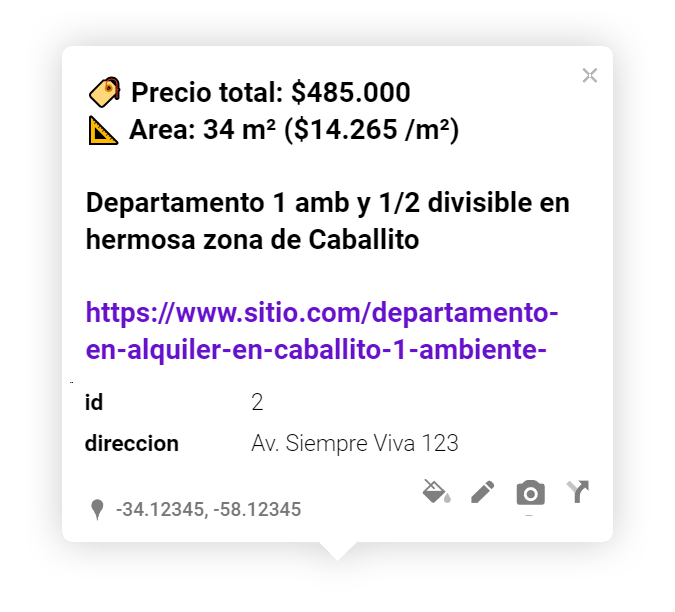 Precio total: $485.000
Area: 34 m² ($14.265 /m²)
Departamento 1 amb y 1/2 divisible en
hermosa zona de Caballito
https://www.sitio.com/departamento-
en-alquiler-en-caballito-1-ambiente-
id 2
direccion Av. Siempre Viva 123
-34.12345, -58.12345